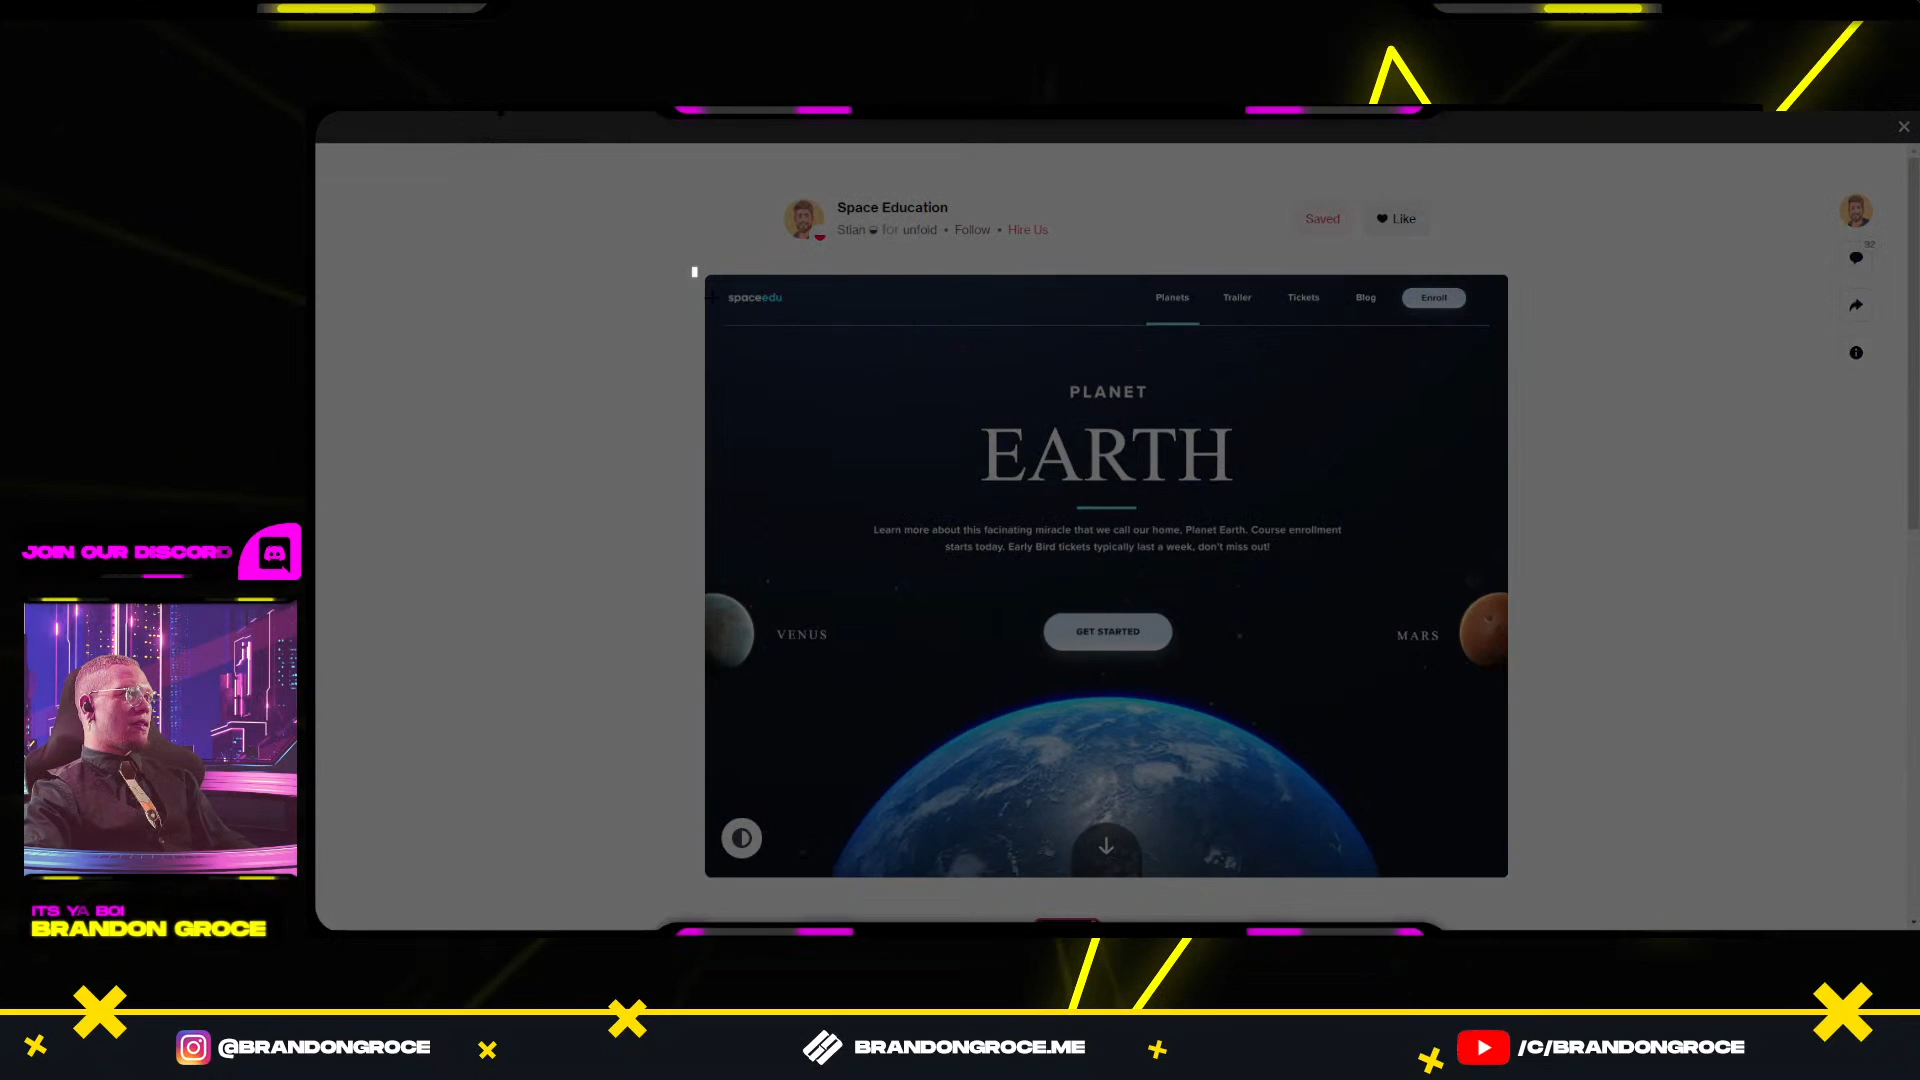 Space Education
Stian for unfold • Follow • Hire Us
Saved
Like
32
spaceedu
Planets
Trailer
Tickets
Blog
Enroll
PLANET
EARTH
Learn more about this facinating miracle that we call our home, Planet Earth. Course enrollment
starts today. Early Bird tickets typically last a week, don't miss out!
VENUS
GET STARTED
MARS
JOIN OUR DISCORD
ITS YA BOI
BRANDON GROCE
@BRANDONGROCE
BRANDONGROCE.ME
/C/BRANDONGROCE